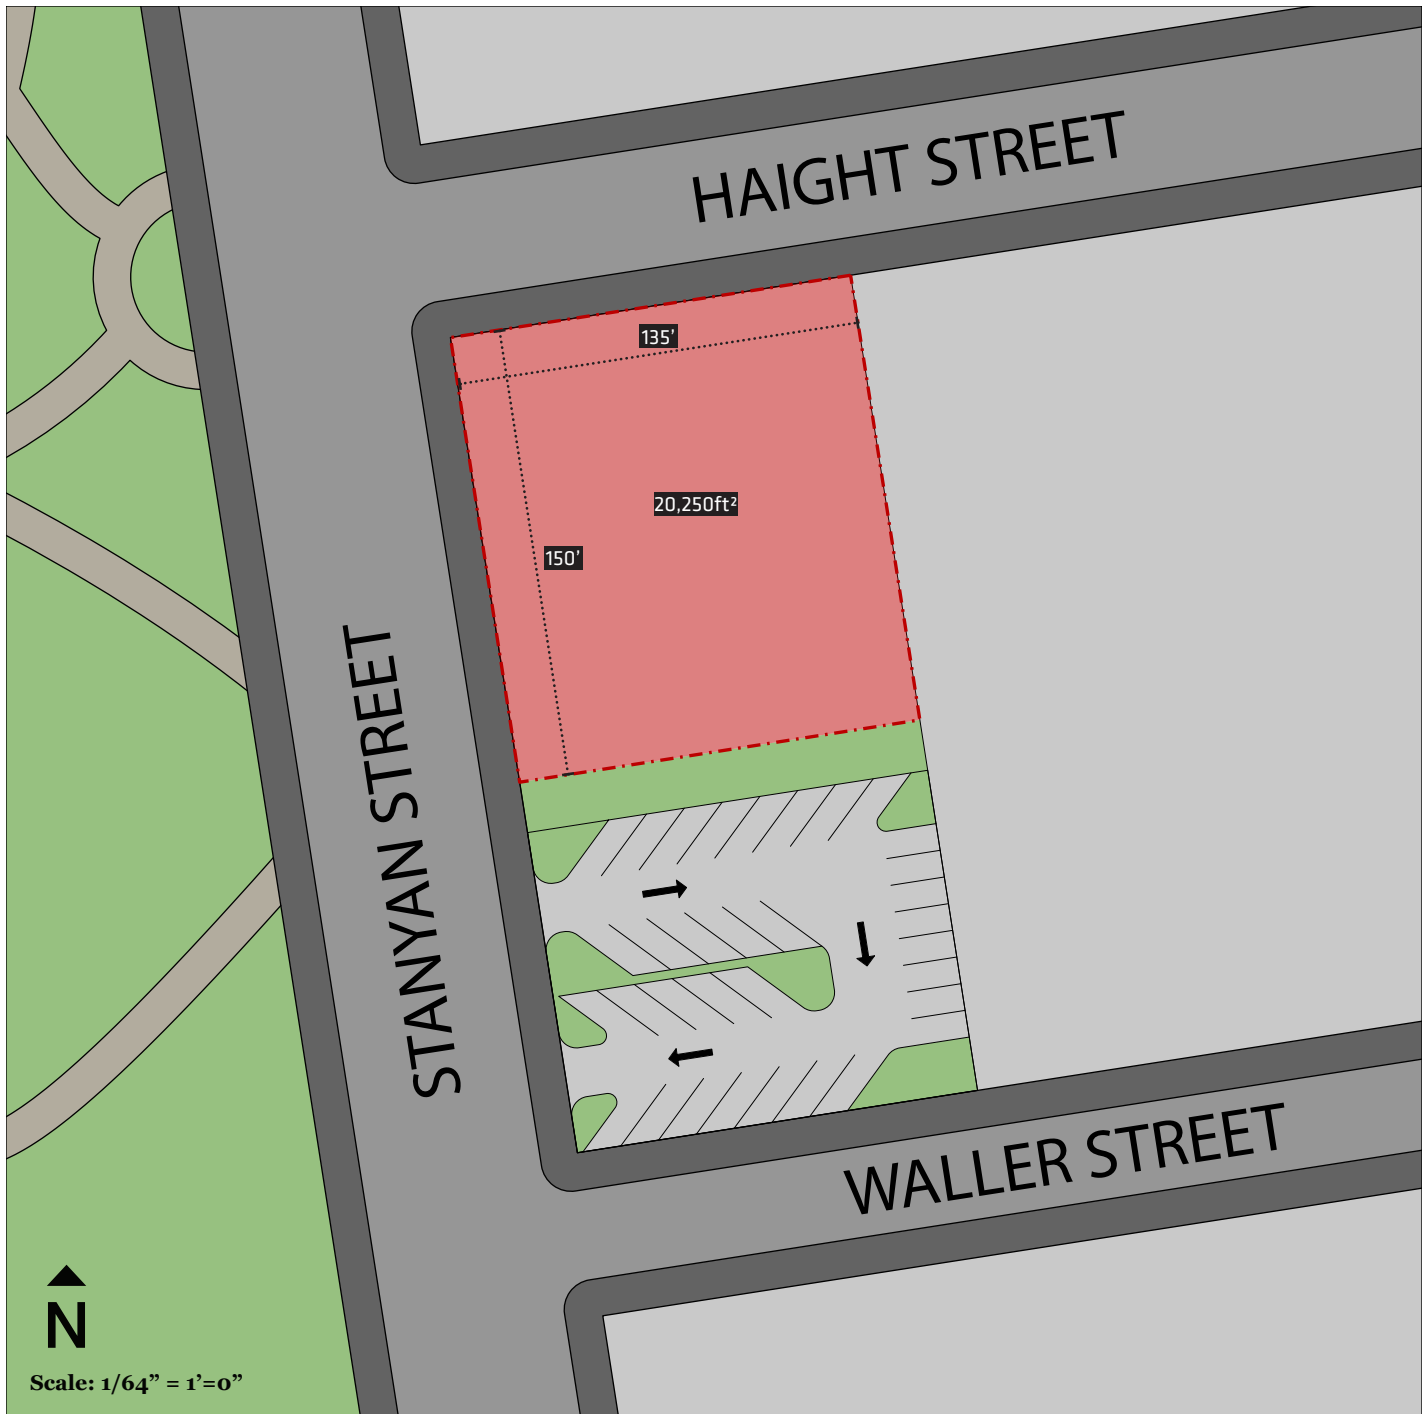 HAIGHT STREET
135’
20,250ft²
150’
STANYAN STREET
WALLER STREET
N
Scale: 1/64” = 1’=0”